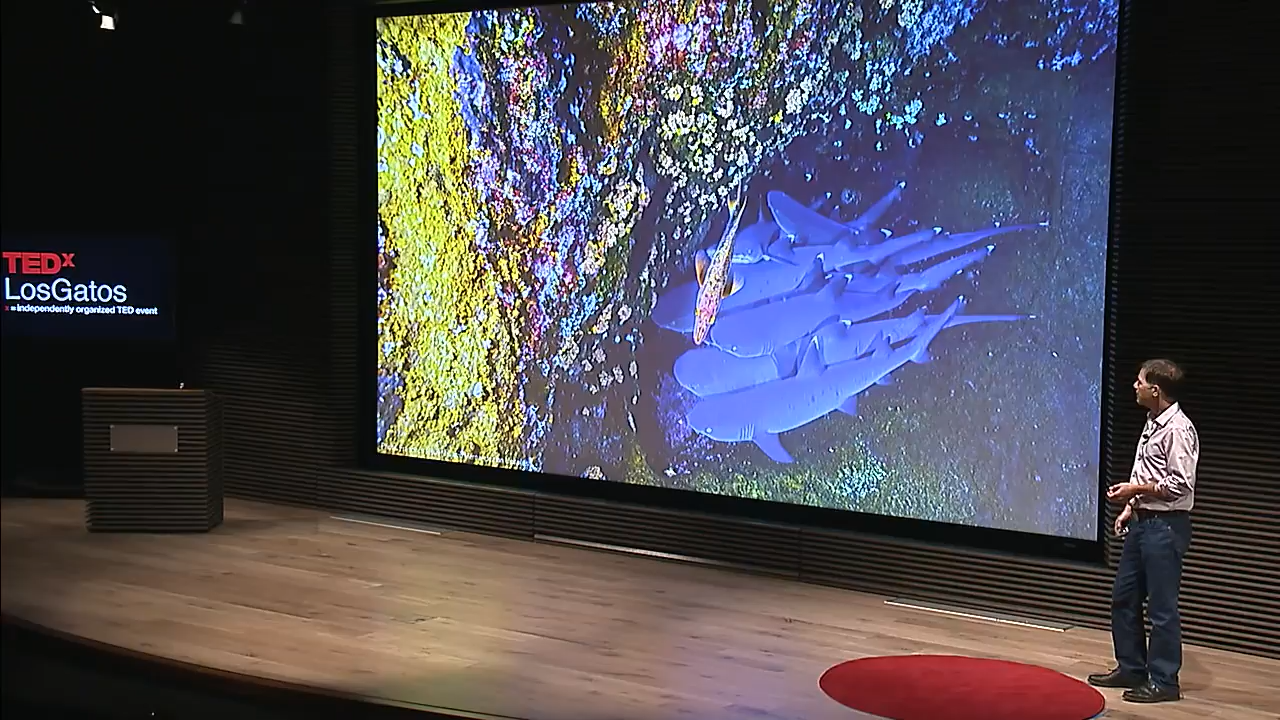 TEDx
LosGatos
x = independently organized TED event